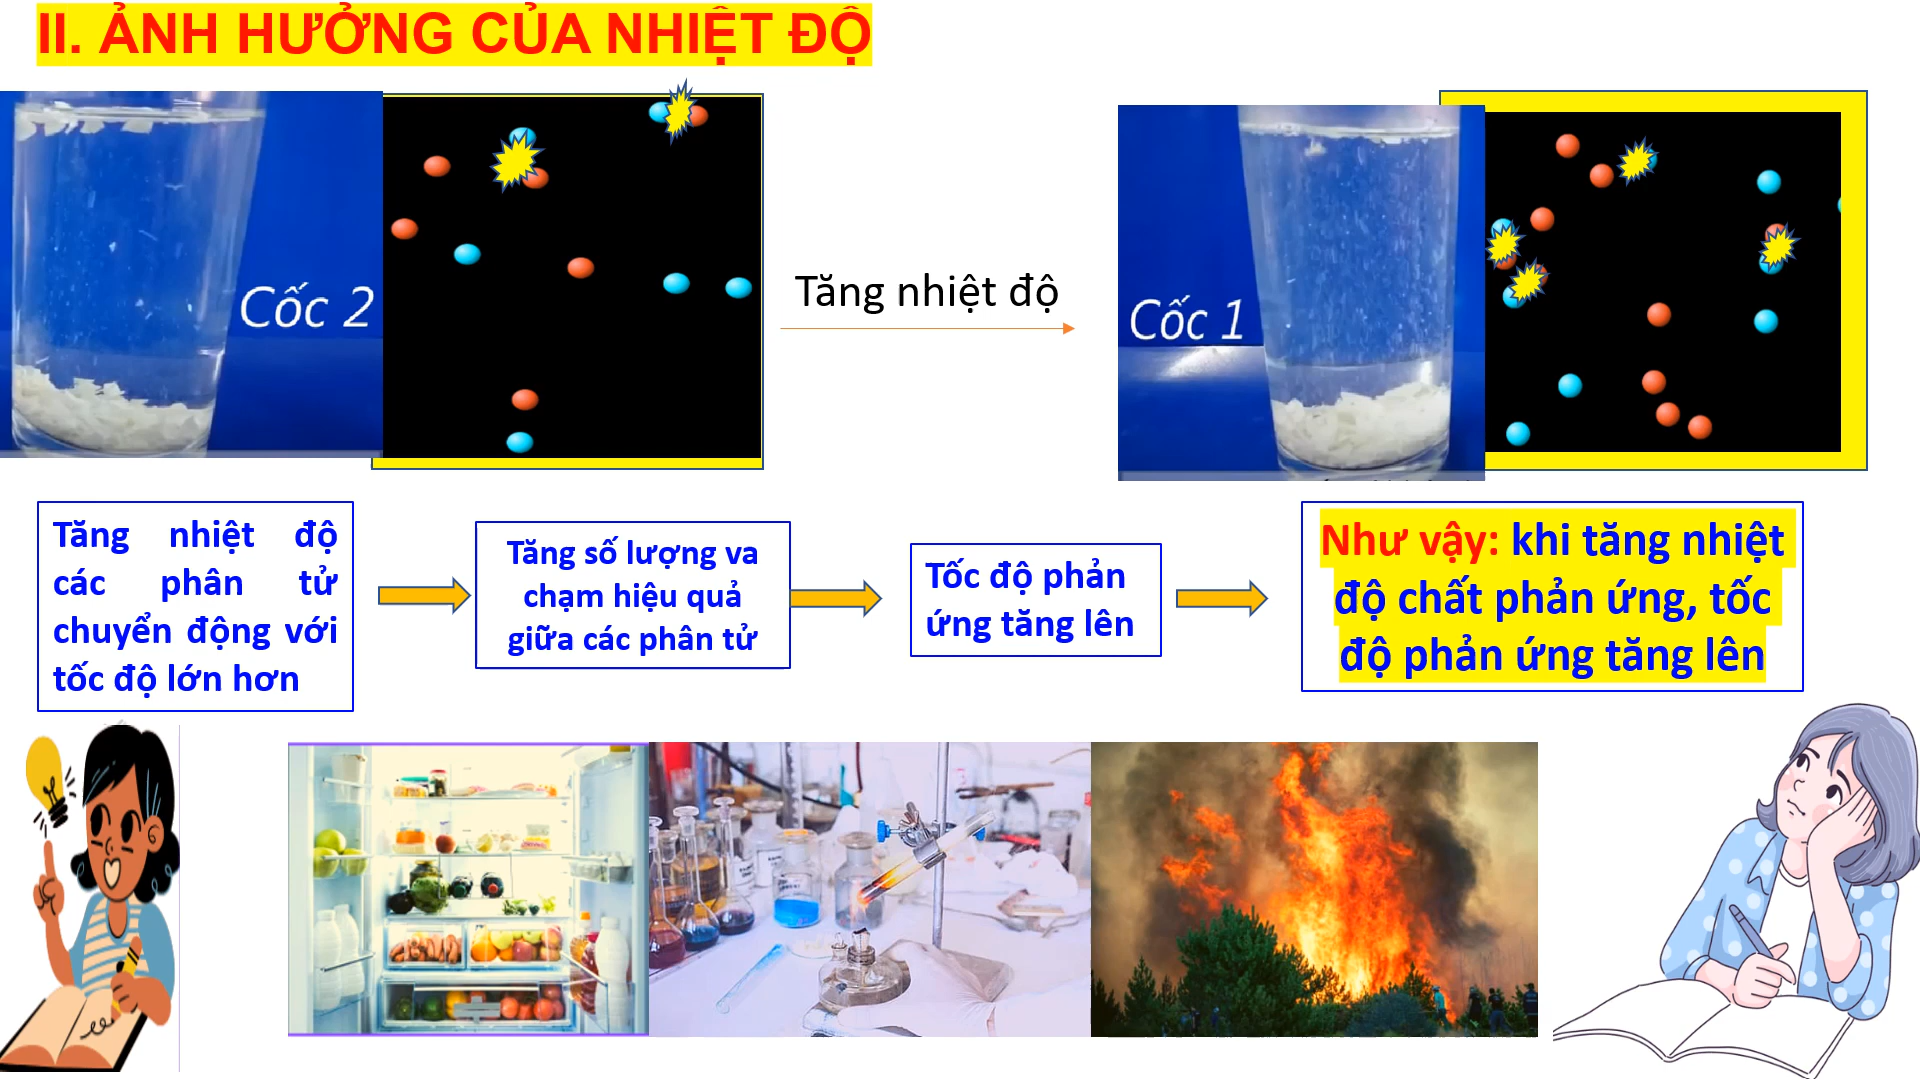 II. ẢNH HƯỞNG CỦA NHIỆT ĐỘ
Cốc 2
Tăng nhiệt độ
Cốc 1
Tăng nhiệt độ
các phân tử
chuyển động với
tốc độ lớn hơn
Tăng số lượng va
chạm hiệu quả
giữa các phân tử
Tốc độ phản
ứng tăng lên
Như vậy: khi tăng nhiệt
độ chất phản ứng, tốc
độ phản ứng tăng lên